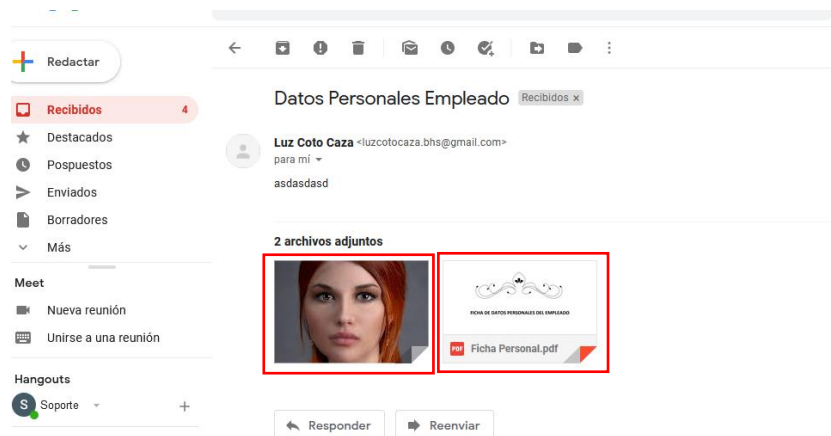 Redactar
Recibidos 4
Destacados
Pospuestos
Enviados
Borradores
Más
Meet
Nueva reunión
Unirse a una reunión
Hangouts
S Soporte +
Datos Personales Empleado Recibidos x
Luz Coto Caza <luzcotocaza.bhs@gmail.com>
para mí
asdasdasd
2 archivos adjuntos
FICHA DE DATOS PERSONALES DEL EMPLEADO
PDF Ficha Personal.pdf
Responder Reenviar